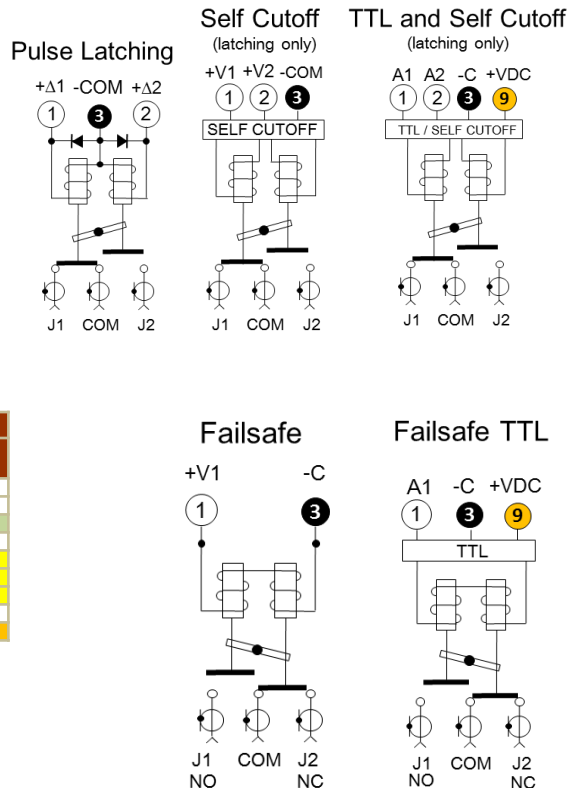 Pulse Latching
+Δ1 -COM +Δ2
1 3 2
J1 COM J2
Self Cutoff
(latching only)
+V1 +V2 -COM
1 2 3
SELF CUTOFF
J1 COM J2
TTL and Self Cutoff
(latching only)
A1 A2 -C +VDC
1 2 3 9
TTL / SELF CUTOFF
J1 COM J2
Failsafe
+V1 -C
1 3
J1 COM J2
NO NC
Failsafe TTL
A1 -C +VDC
1 3 9
TTL
J1 COM J2
NO NC